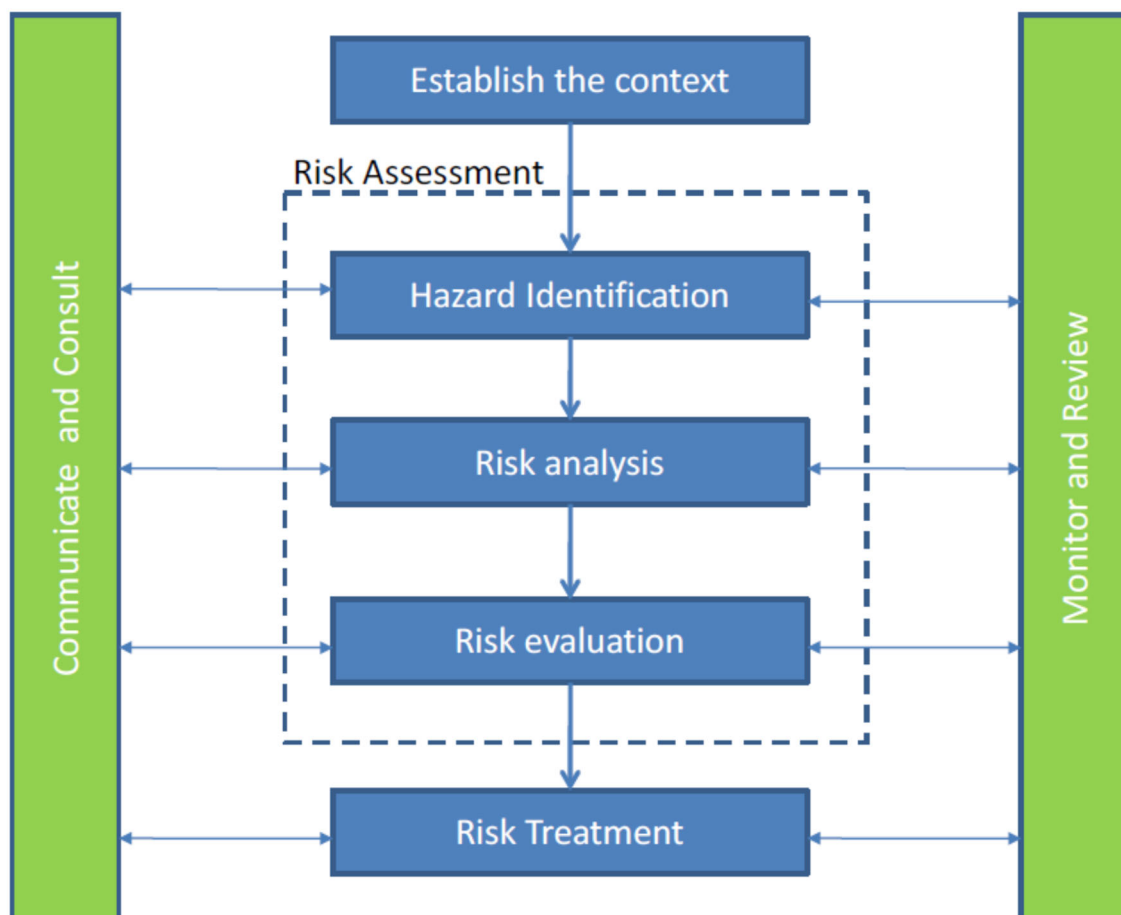 Establish the context
Risk Assessment
Hazard Identification
Risk analysis
Risk evaluation
Risk Treatment
Communicate and Consult
Monitor and Review